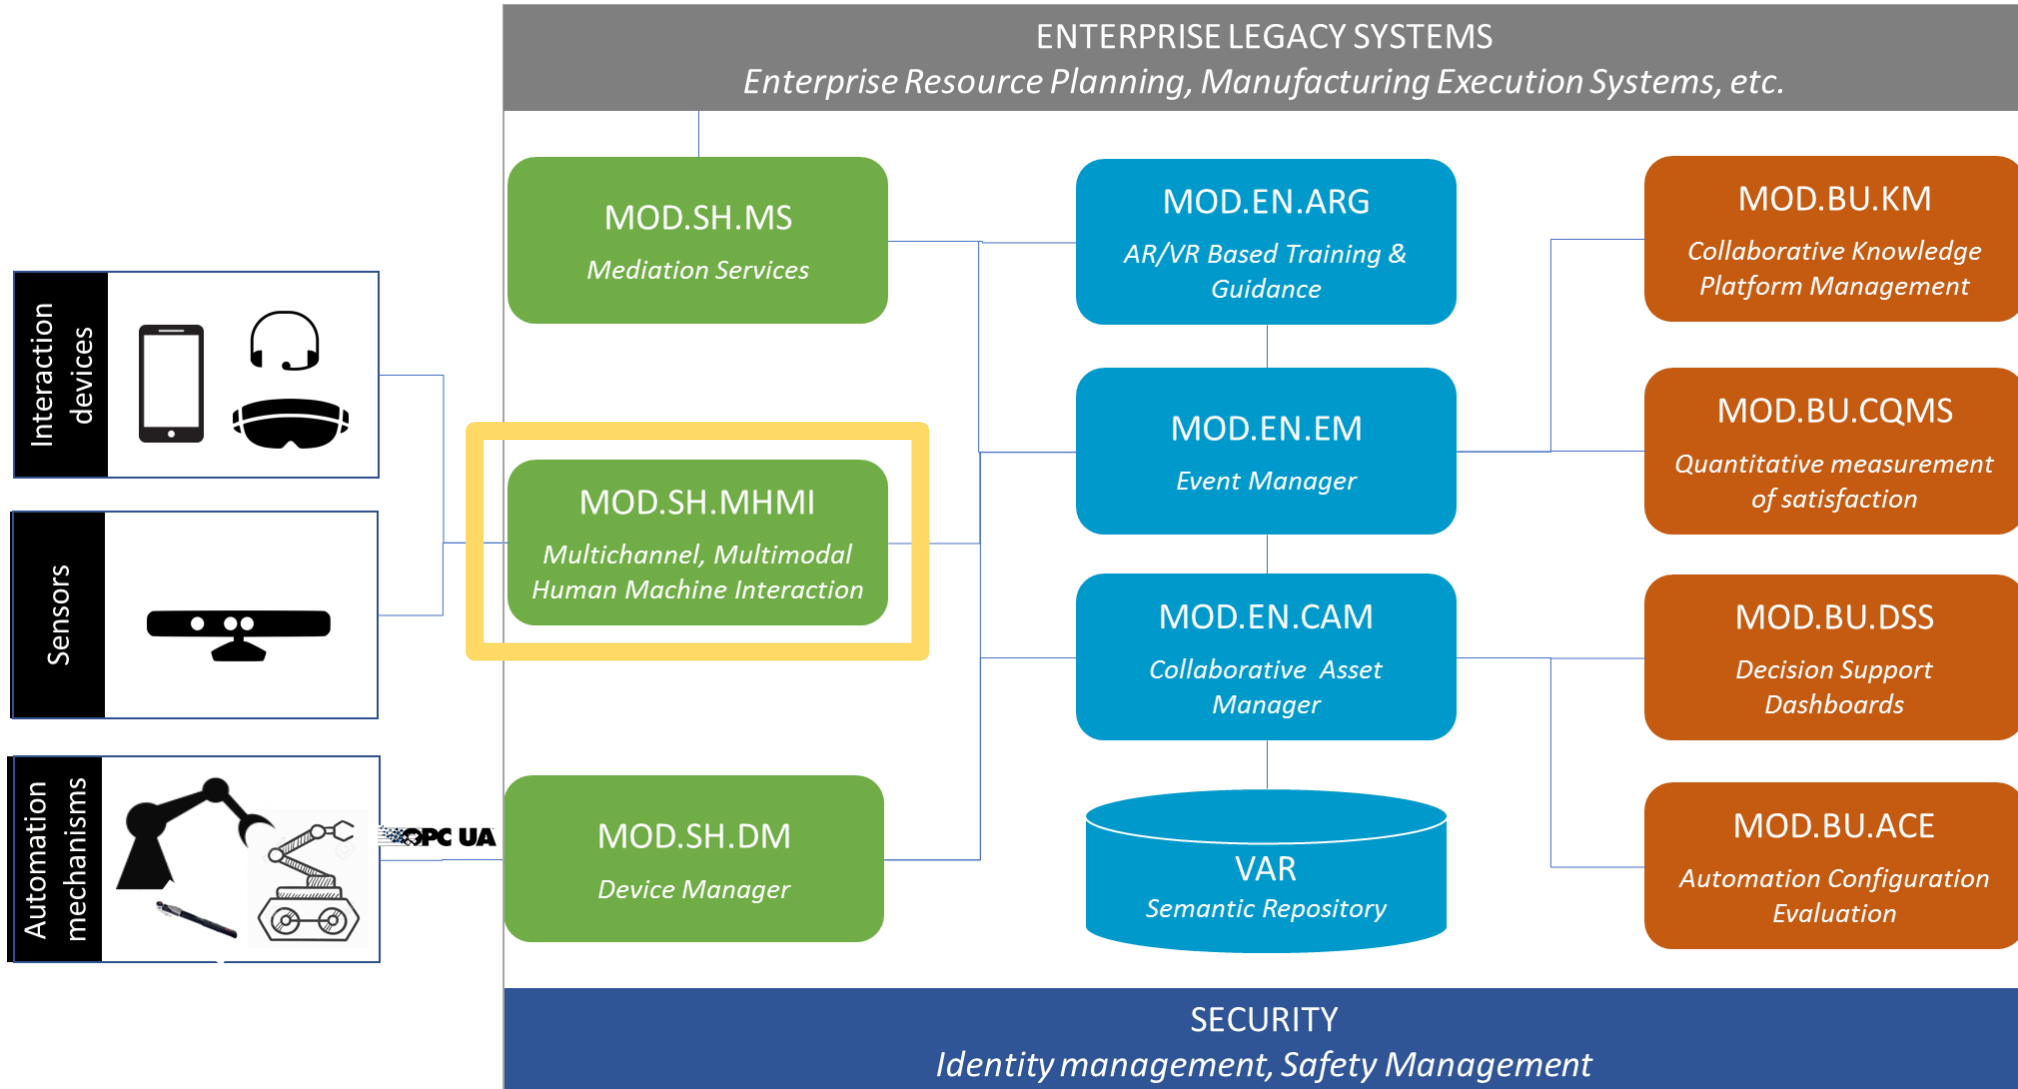 ENTERPRISE LEGACY SYSTEMS
Enterprise Resource Planning, Manufacturing Execution Systems, etc.
Interaction
devices
Sensors
Automation
mechanisms
OPC UA
MOD.SH.MS
Mediation Services
MOD.SH.MHMI
Multichannel, Multimodal
Human Machine Interaction
MOD.SH.DM
Device Manager
MOD.EN.ARG
AR/VR Based Training &
Guidance
MOD.EN.EM
Event Manager
MOD.EN.CAM
Collaborative Asset
Manager
VAR
Semantic Repository
MOD.BU.KM
Collaborative Knowledge
Platform Management
MOD.BU.CQMS
Quantitative measurement
of satisfaction
MOD.BU.DSS
Decision Support
Dashboards
MOD.BU.ACE
Automation Configuration
Evaluation
SECURITY
Identity management, Safety Management